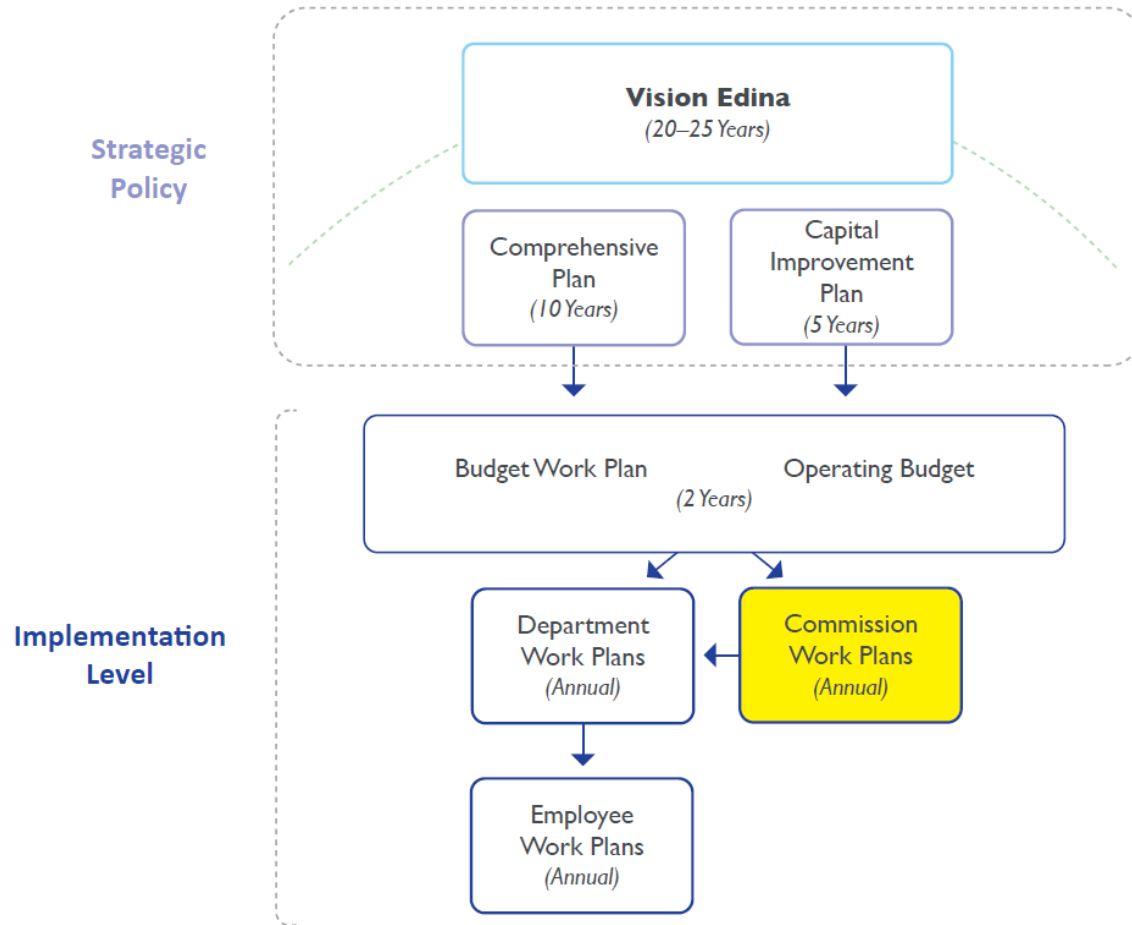 Vision Edina
(20–25 Years)
Strategic
Policy
Comprehensive
Plan
(10 Years)
Capital
Improvement
Plan
(5 Years)
Budget Work Plan
Operating Budget
(2 Years)
Implementation
Level
Department
Work Plans
(Annual)
Commission
Work Plans
(Annual)
Employee
Work Plans
(Annual)